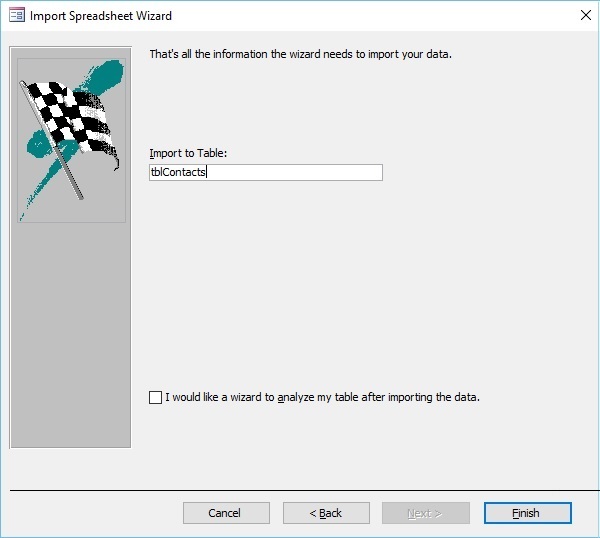 Import Spreadsheet Wizard
That's all the information the wizard needs to import your data.
Import to Table:
tblContacts
I would like a wizard to analyze my table after importing the data.
Cancel
< Back
Next >
Finish